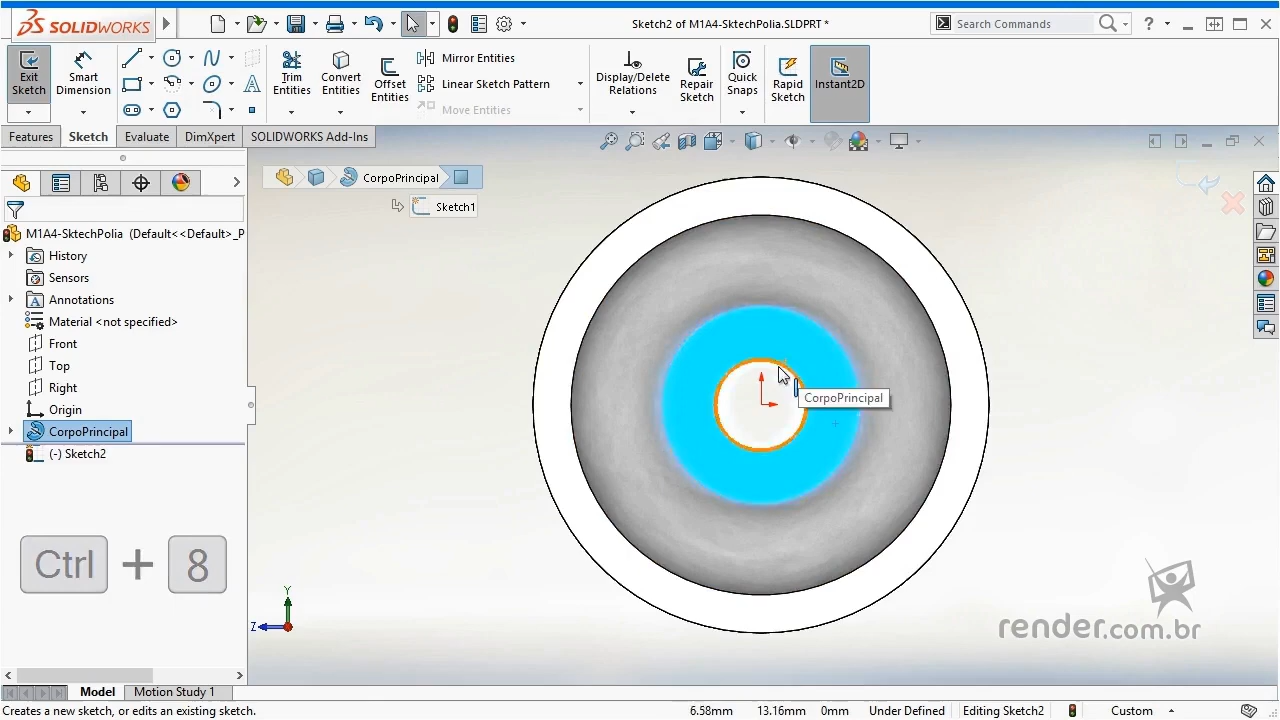 SOLIDWORKS
Sketch2 of M1A4-SktechPolia.SLDPRT *
Search Commands
?
Exit Sketch
Smart Dimension
Trim Entities
Convert Entities
Offset Entities
Mirror Entities
Linear Sketch Pattern
Move Entities
Display/Delete Relations
Repair Sketch
Quick Snaps
Rapid Sketch
Instant2D
Features
Sketch
Evaluate
DimXpert
SOLIDWORKS Add-Ins
CorpoPrincipal
Sketch1
M1A4-SktechPolia (Default<<Default>_P
History
Sensors
Annotations
Material <not specified>
Front
Top
Right
Origin
CorpoPrincipal
(-) Sketch2
CorpoPrincipal
Ctrl + 8
Y
Z
render.com.br
Model
Motion Study 1
Creates a new sketch, or edits an existing sketch.
6.58mm
13.16mm
0mm
Under Defined
Editing Sketch2
Custom